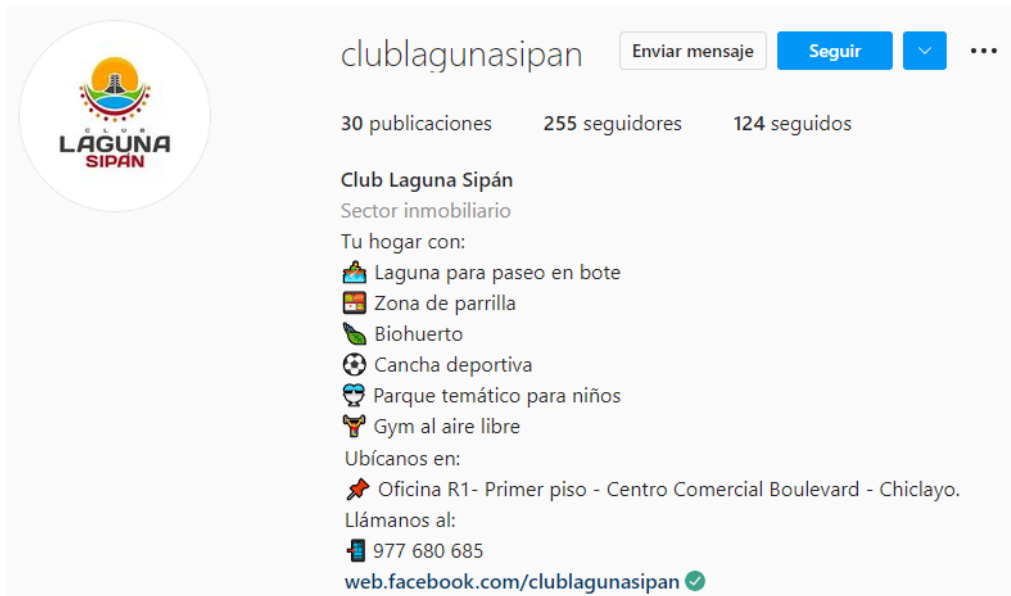 clublagunasipan Enviar mensaje Seguir
30 publicaciones 255 seguidores 124 seguidos
CLUB
LAGUNA
SIPÁN
Club Laguna Sipán
Sector inmobiliario
Tu hogar con:
Laguna para paseo en bote
Zona de parrilla
Biohuerto
Cancha deportiva
Parque temático para niños
Gym al aire libre
Ubícanos en:
Oficina R1- Primer piso - Centro Comercial Boulevard - Chiclayo.
Llámanos al:
977 680 685
web.facebook.com/clublagunasipan